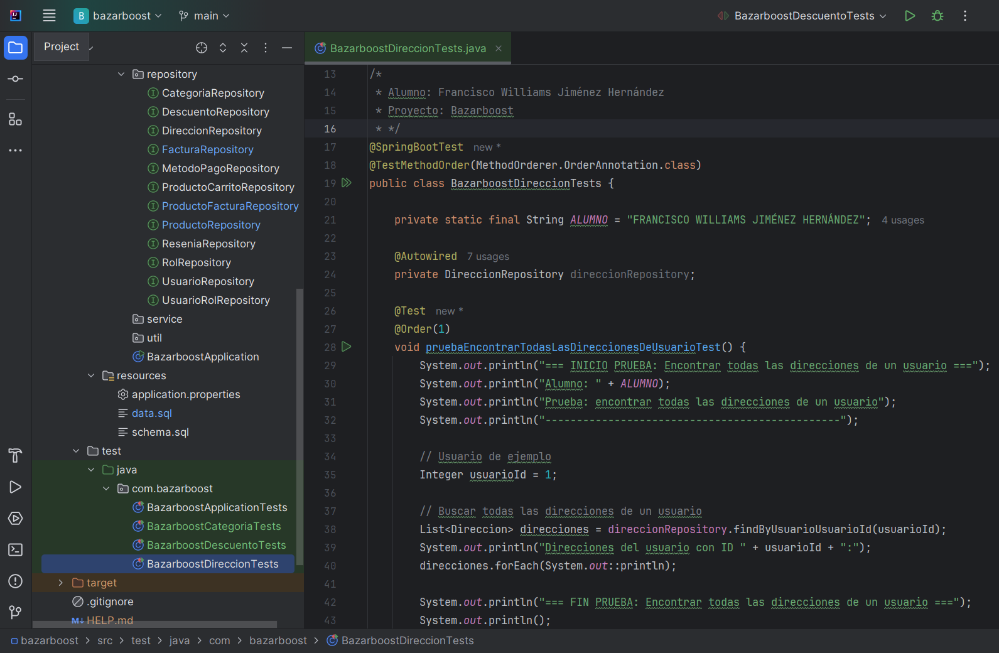 B bazarboost main BazarboostDescuentoTests
Project
repository
CategoriaRepository
DescuentoRepository
DireccionRepository
FacturaRepository
MetodoPagoRepository
ProductoCarritoRepository
ProductoFacturaRepository
ProductoRepository
ReseniaRepository
RolRepository
UsuarioRepository
UsuarioRolRepository
service
util
BazarboostApplication
resources
application.properties
data.sql
schema.sql
test
java
com.bazarboost
BazarboostApplicationTests
BazarboostCategoriaTests
BazarboostDescuentoTests
BazarboostDireccionTests
target
.gitignore
M↓ HELP.md
BazarboostDireccionTests.java
13 /*
14  * Alumno: Francisco Williams Jiménez Hernández
15  * Proyecto: Bazarboost
16  * */
17 @SpringBootTest new *
18 @TestMethodOrder(MethodOrderer.OrderAnnotation.class)
19 public class BazarboostDireccionTests {
20
21     private static final String ALUMNO = "FRANCISCO WILLIAMS JIMÉNEZ HERNÁNDEZ"; 4 usages
22
23     @Autowired 7 usages
24     private DireccionRepository direccionRepository;
25
26     @Test new *
27     @Order(1)
28     void pruebaEncontrarTodasLasDireccionesDeUsuarioTest() {
29         System.out.println("=== INICIO PRUEBA: Encontrar todas las direcciones de un usuario ===");
30         System.out.println("Alumno: " + ALUMNO);
31         System.out.println("Prueba: encontrar todas las direcciones de un usuario");
32         System.out.println("-----------------------------------------------");
33
34         // Usuario de ejemplo
35         Integer usuarioId = 1;
36
37         // Buscar todas las direcciones de un usuario
38         List<Direccion> direcciones = direccionRepository.findByUsuarioUsuarioId(usuarioId);
39         System.out.println("Direcciones del usuario con ID " + usuarioId + ":");
40         direcciones.forEach(System.out::println);
41
42         System.out.println("=== FIN PRUEBA: Encontrar todas las direcciones de un usuario ===");
43         System.out.println();
bazarboost > src > test > java > com > bazarboost > BazarboostDireccionTests